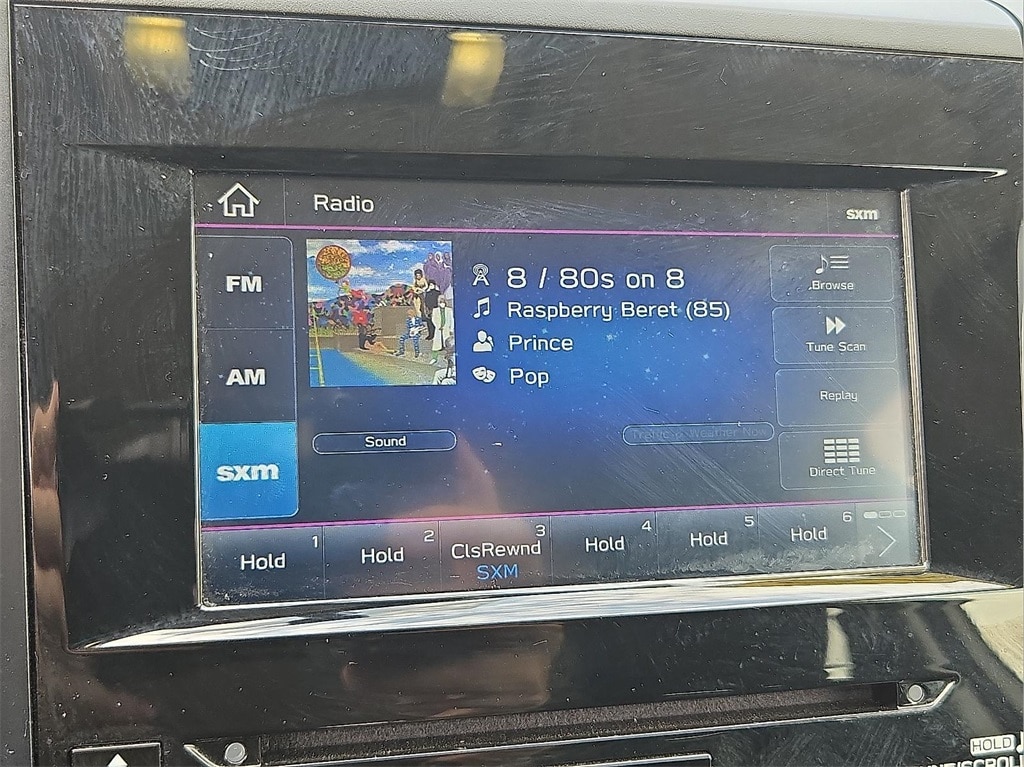 Radio
sxm
FM
AM
sxm
8 / 80s on 8
Raspberry Beret (85)
Prince
Pop
Sound
Browse
Tune Scan
Replay
Direct Tune
1
Hold
2
Hold
3
ClsRewnd
SXM
4
Hold
5
Hold
6
Hold
HOLD